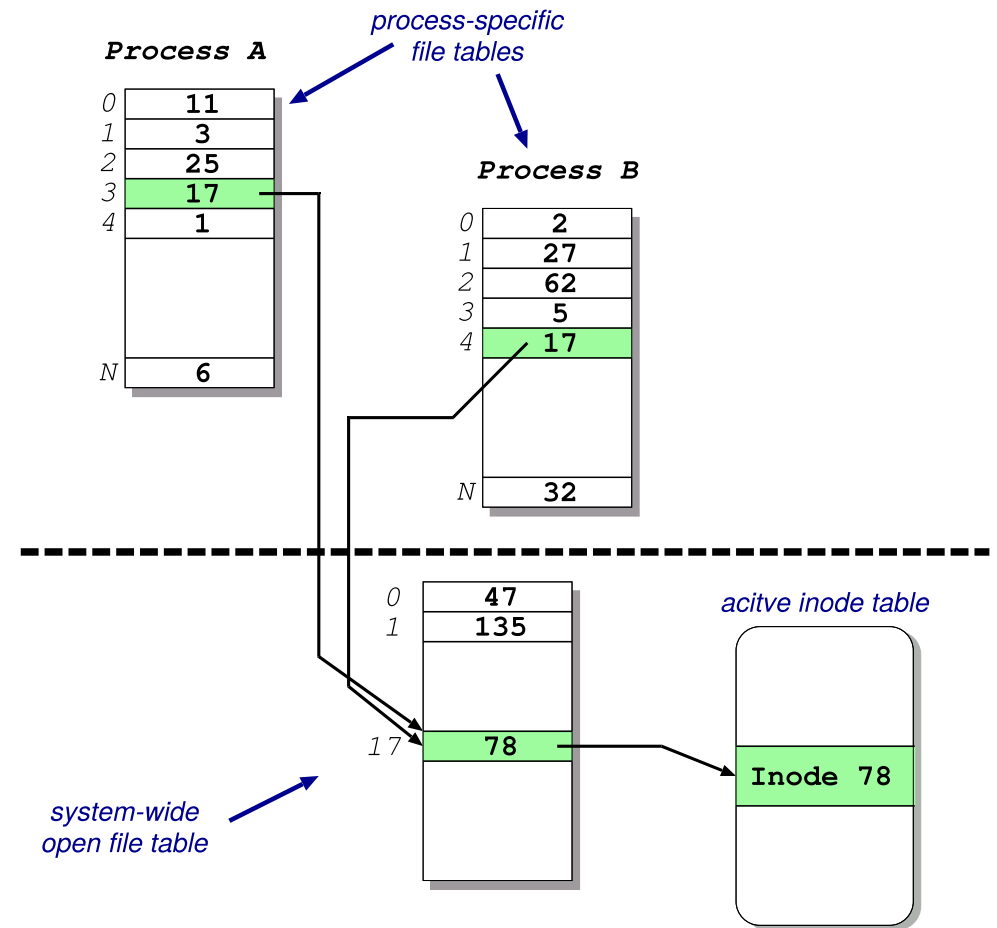 process-specific
file tables
Process A
0 11
1 3
2 25
3 17
4 1
N 6
Process B
0 2
1 27
2 62
3 5
4 17
N 32
0 47
1 135
17 78
system-wide
open file table
acitve inode table
Inode 78